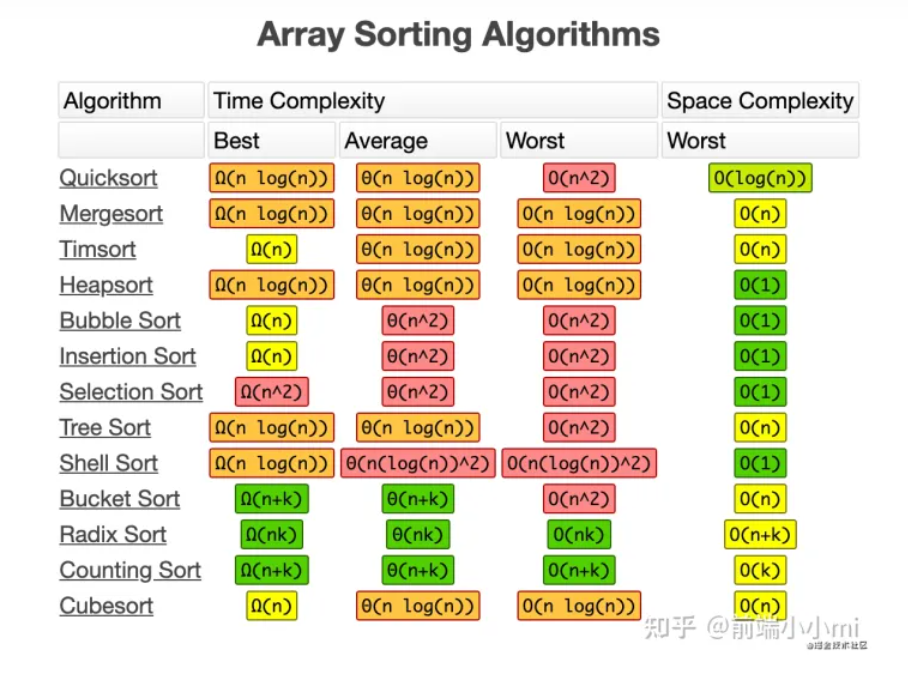 Array Sorting Algorithms
Algorithm Time Complexity Space Complexity
Best Average Worst Worst
Quicksort Ω(n log(n)) θ(n log(n)) O(n^2) O(log(n))
Mergesort Ω(n log(n)) θ(n log(n)) O(n log(n)) O(n)
Timsort Ω(n) θ(n log(n)) O(n log(n)) O(n)
Heapsort Ω(n log(n)) θ(n log(n)) O(n log(n)) O(1)
Bubble Sort Ω(n) θ(n^2) O(n^2) O(1)
Insertion Sort Ω(n) θ(n^2) O(n^2) O(1)
Selection Sort Ω(n^2) θ(n^2) O(n^2) O(1)
Tree Sort Ω(n log(n)) θ(n log(n)) O(n^2) O(n)
Shell Sort Ω(n log(n)) θ(n(log(n))^2) O(n(log(n))^2) O(1)
Bucket Sort Ω(n+k) θ(n+k) O(n^2) O(n)
Radix Sort Ω(nk) θ(nk) O(nk) O(n+k)
Counting Sort Ω(n+k) θ(n+k) O(n+k) O(k)
Cubesort Ω(n) θ(n log(n)) O(n log(n)) O(n)
知乎 @前端小小mi
@掘金技术社区